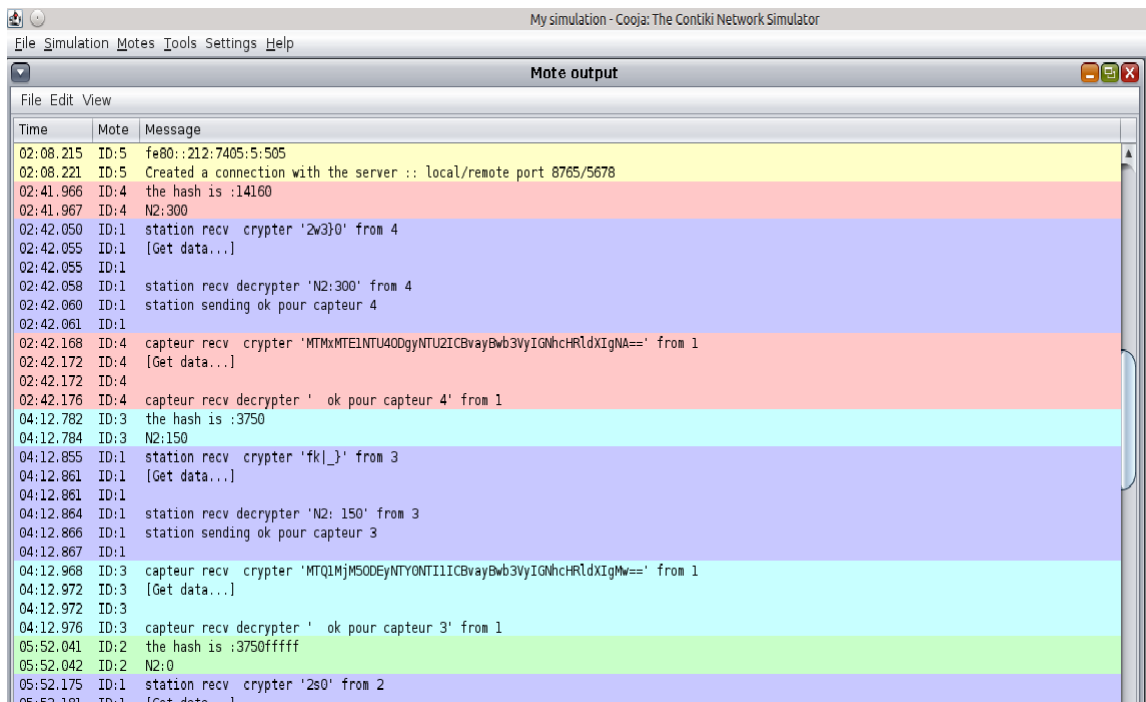 My simulation - Cooja: The Contiki Network Simulator
File Simulation Motes Tools Settings Help
Mote output
File Edit View
Time Mote Message
02:08.215 ID:5 fe80::212:7405:5:505
02:08.221 ID:5 Created a connection with the server :: local/remote port 8765/5678
02:41.966 ID:4 the hash is :14160
02:41.967 ID:4 N2:300
02:42.050 ID:1 station recv crypter '2w3}0' from 4
02:42.055 ID:1 [Get data...]
02:42.055 ID:1
02:42.058 ID:1 station recv decrypter 'N2:300' from 4
02:42.060 ID:1 station sending ok pour capteur 4
02:42.061 ID:1
02:42.168 ID:4 capteur recv crypter 'MTMxMTE1NTU4ODgyNTU2ICBvayBwb3VyIGNhcHRldXIgNA==' from 1
02:42.172 ID:4 [Get data...]
02:42.172 ID:4
02:42.176 ID:4 capteur recv decrypter '  ok pour capteur 4' from 1
04:12.782 ID:3 the hash is :3750
04:12.784 ID:3 N2:150
04:12.855 ID:1 station recv crypter 'fk|_}' from 3
04:12.861 ID:1 [Get data...]
04:12.861 ID:1
04:12.864 ID:1 station recv decrypter 'N2: 150' from 3
04:12.866 ID:1 station sending ok pour capteur 3
04:12.867 ID:1
04:12.968 ID:3 capteur recv crypter 'MTQ1MjM5ODEyNTY0NTI1ICBvayBwb3VyIGNhcHRldXIgMw==' from 1
04:12.972 ID:3 [Get data...]
04:12.972 ID:3
04:12.976 ID:3 capteur recv decrypter '  ok pour capteur 3' from 1
05:52.041 ID:2 the hash is :3750fffff
05:52.042 ID:2 N2:0
05:52.175 ID:1 station recv crypter '2s0' from 2
05:52.181 ID:1 [Get data...]